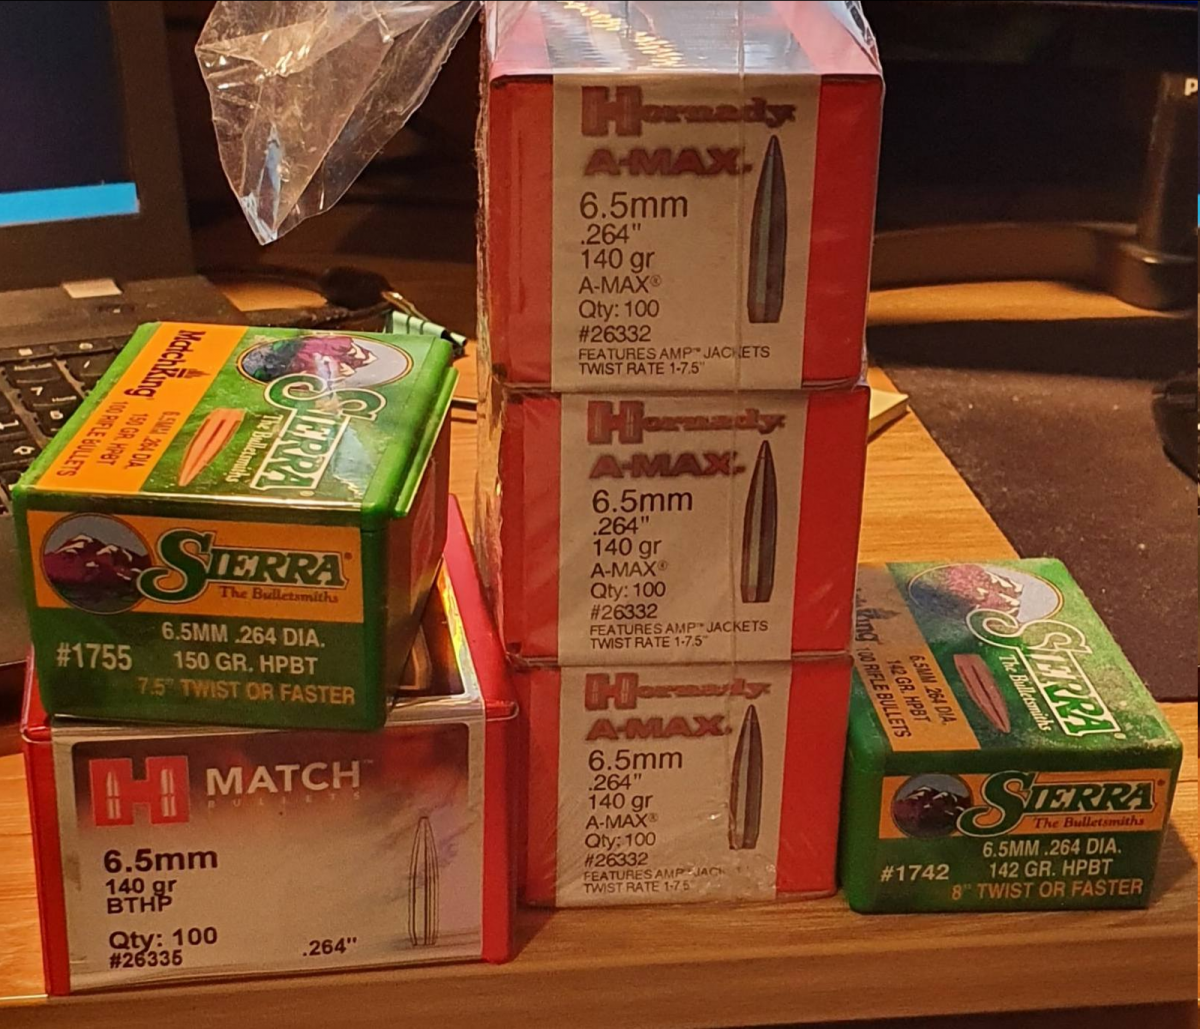 Hornady.
A-MAX.
6.5mm
.264"
140 gr
A-MAX®
Qty: 100
#26332
FEATURES AMP™ JACKETS
TWIST RATE 1-7.5"
Hornady.
A-MAX.
6.5mm
.264"
140 gr
A-MAX®
Qty: 100
#26332
FEATURES AMP™ JACKETS
TWIST RATE 1-7.5"
Hornady.
A-MAX.
6.5mm
.264"
140 gr
A-MAX®
Qty: 100
#26332
FEATURES AMP™ JACKETS
TWIST RATE 1-7.5"
MatchKing
6.5MM .264 DIA.
150 GR. HPBT
100 RIFLE BULLETS
SIERRA®
The Bulletsmiths
SIERRA®
The Bulletsmiths
#1755
6.5MM .264 DIA.
150 GR. HPBT
7.5" TWIST OR FASTER
H MATCH™
BULLETS
6.5mm
140 gr
BTHP
Qty: 100
#26335
.264"
6.5MM .264 DIA.
142 GR. HPBT
100 RIFLE BULLETS
SIERRA
The Bulletsmiths
SIERRA®
The Bulletsmiths
#1742
6.5MM .264 DIA.
142 GR. HPBT
8" TWIST OR FASTER